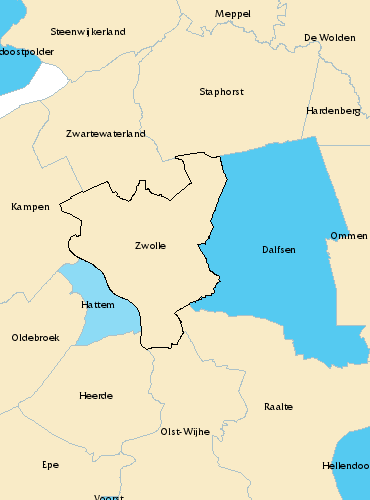 Meppel
Steenwijkerland
De Wolden
doostpolder
Staphorst
Hardenberg
Zwartewaterland
Kampen
Ommen
Zwolle
Dalfsen
Hattem
Oldebroek
Heerde
Raalte
Olst-Wijhe
Epe
Hellendoo
Voorst